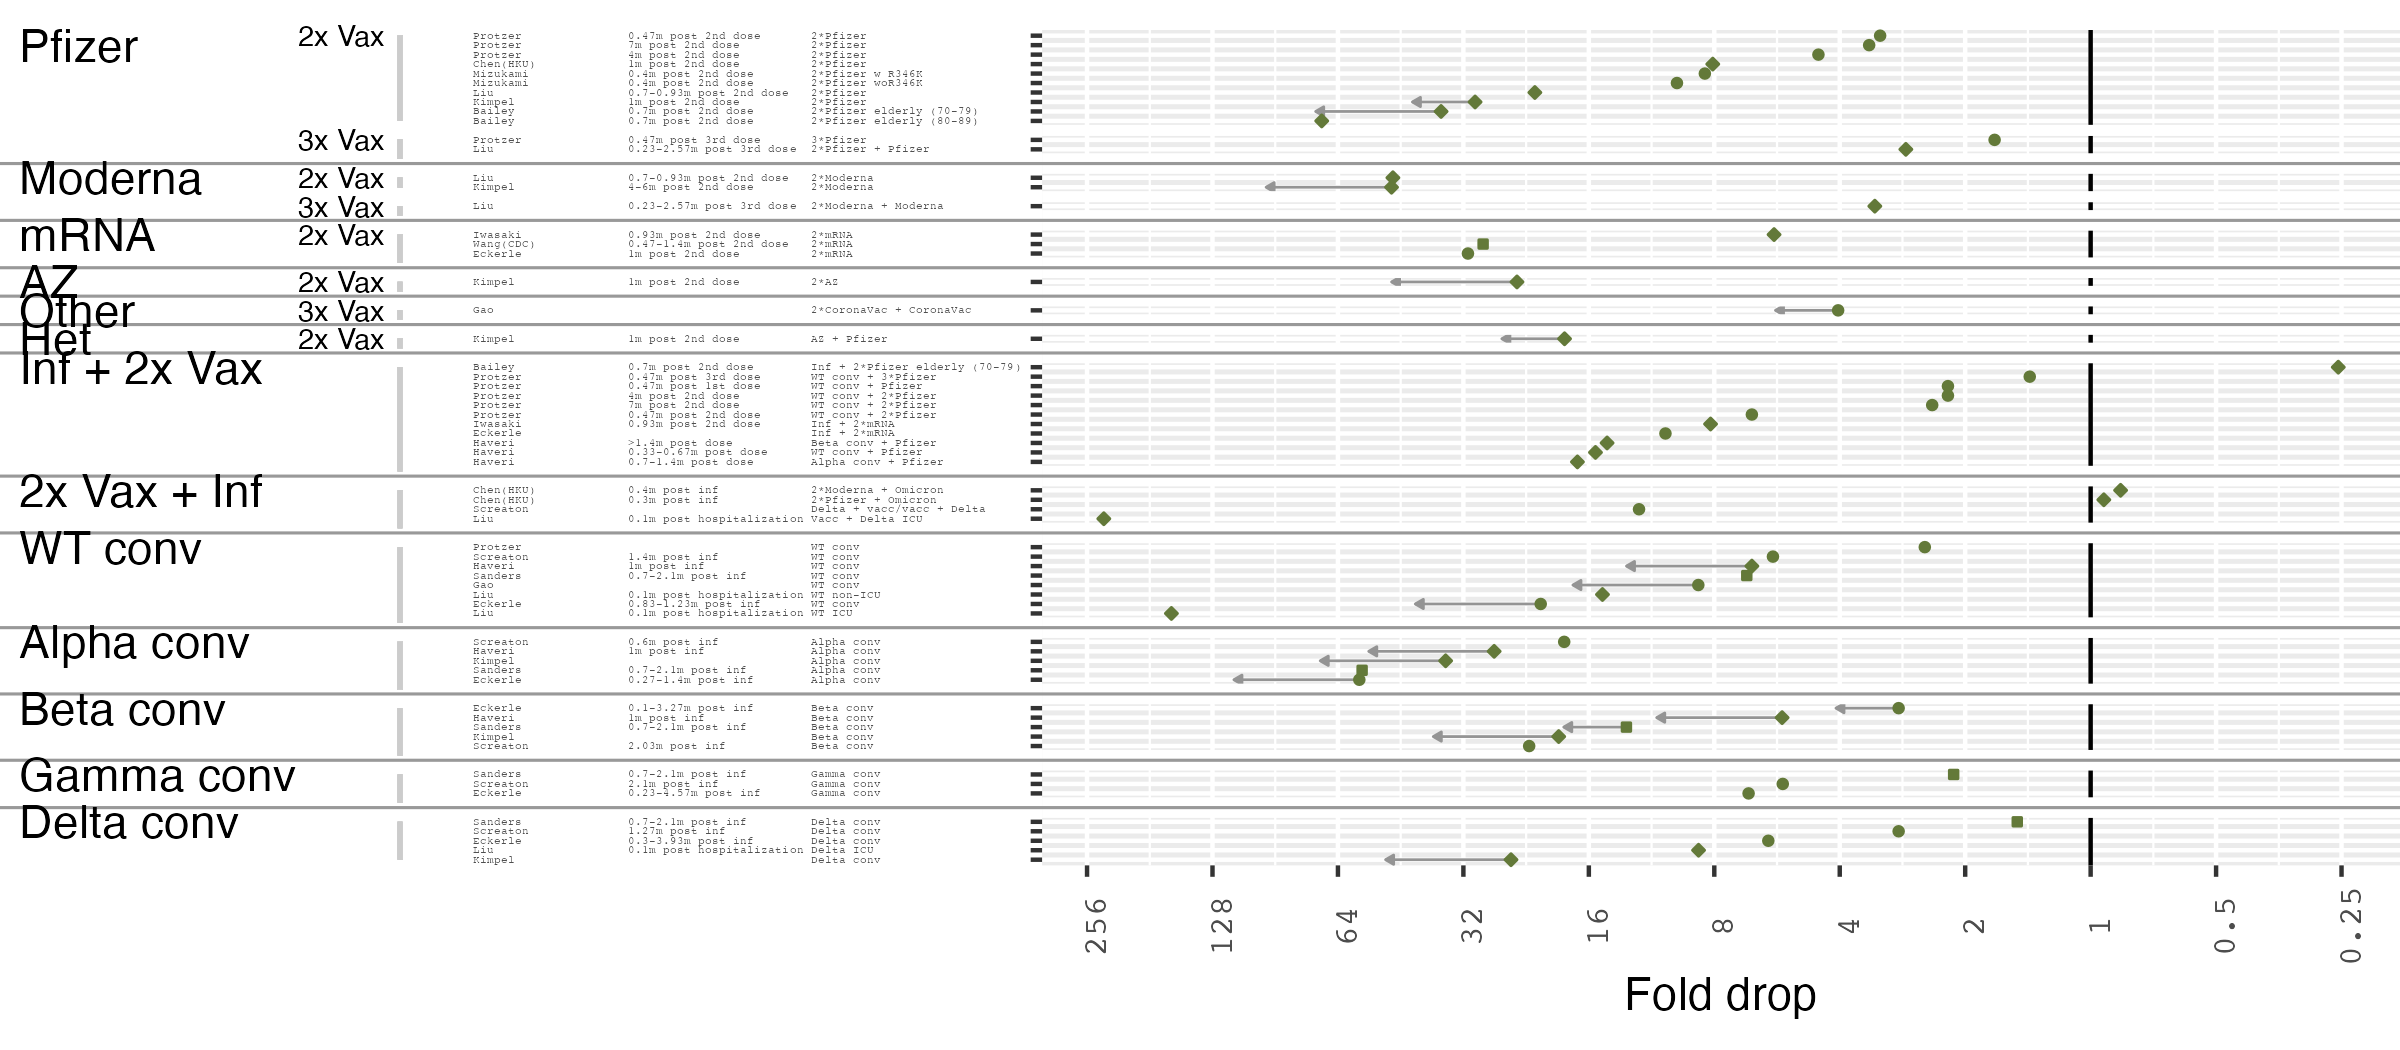 Pfizer 2x Vax
Protzer 0.47m post 2nd dose 2*Pfizer
Protzer 7m post 2nd dose 2*Pfizer
Protzer 4m post 2nd dose 2*Pfizer
Chen(HKU) 1m post 2nd dose 2*Pfizer
Mizukami 0.4m post 2nd dose 2*Pfizer w R346K
Mizukami 0.4m post 2nd dose 2*Pfizer woR346K
Liu 0.7-0.93m post 2nd dose 2*Pfizer
Kimpel 1m post 2nd dose 2*Pfizer
Bailey 0.7m post 2nd dose 2*Pfizer elderly (70-79)
Bailey 0.7m post 2nd dose 2*Pfizer elderly (80-89)
3x Vax
Protzer 0.47m post 3rd dose 3*Pfizer
Liu 0.23-2.57m post 3rd dose 2*Pfizer + Pfizer
Moderna 2x Vax
Liu 0.7-0.93m post 2nd dose 2*Moderna
Kimpel 4-6m post 2nd dose 2*Moderna
3x Vax
Liu 0.23-2.57m post 3rd dose 2*Moderna + Moderna
mRNA 2x Vax
Iwasaki 0.93m post 2nd dose 2*mRNA
Wang(CDC) 0.47-1.4m post 2nd dose 2*mRNA
Eckerle 1m post 2nd dose 2*mRNA
AZ 2x Vax
Kimpel 1m post 2nd dose 2*AZ
Other 3x Vax
Gao 2*CoronaVac + CoronaVac
Het 2x Vax
Kimpel 1m post 2nd dose AZ + Pfizer
Inf + 2x Vax
Bailey 0.7m post 2nd dose Inf + 2*Pfizer elderly (70-79)
Protzer 0.47m post 3rd dose WT conv + 3*Pfizer
Protzer 0.47m post 1st dose WT conv + Pfizer
Protzer 4m post 2nd dose WT conv + 2*Pfizer
Protzer 7m post 2nd dose WT conv + 2*Pfizer
Protzer 0.47m post 2nd dose WT conv + 2*Pfizer
Iwasaki 0.93m post 2nd dose Inf + 2*mRNA
Eckerle Inf + 2*mRNA
Haveri >1.4m post dose Beta conv + Pfizer
Haveri 0.33-0.67m post dose WT conv + Pfizer
Haveri 0.7-1.4m post dose Alpha conv + Pfizer
2x Vax + Inf
Chen(HKU) 0.4m post inf 2*Moderna + Omicron
Chen(HKU) 0.3m post inf 2*Pfizer + Omicron
Screaton Delta + vacc/vacc + Delta
Liu 0.1m post hospitalization Vacc + Delta ICU
WT conv
Protzer WT conv
Screaton 1.4m post inf WT conv
Haveri 1m post inf WT conv
Sanders 0.7-2.1m post inf WT conv
Gao WT conv
Liu 0.1m post hospitalization WT non-ICU
Eckerle 0.83-1.23m post inf WT conv
Liu 0.1m post hospitalization WT ICU
Alpha conv
Screaton 0.6m post inf Alpha conv
Haveri 1m post inf Alpha conv
Kimpel Alpha conv
Sanders 0.7-2.1m post inf Alpha conv
Eckerle 0.27-1.4m post inf Alpha conv
Beta conv
Eckerle 0.1-3.27m post inf Beta conv
Haveri 1m post inf Beta conv
Sanders 0.7-2.1m post inf Beta conv
Kimpel Beta conv
Screaton 2.03m post inf Beta conv
Gamma conv
Sanders 0.7-2.1m post inf Gamma conv
Screaton 2.1m post inf Gamma conv
Eckerle 0.23-4.57m post inf Gamma conv
Delta conv
Sanders 0.7-2.1m post inf Delta conv
Screaton 1.27m post inf Delta conv
Eckerle 0.3-3.93m post inf Delta conv
Liu 0.1m post hospitalization Delta ICU
Kimpel Delta conv
256 128 64 32 16 8 4 2 1 0.5 0.25
Fold drop